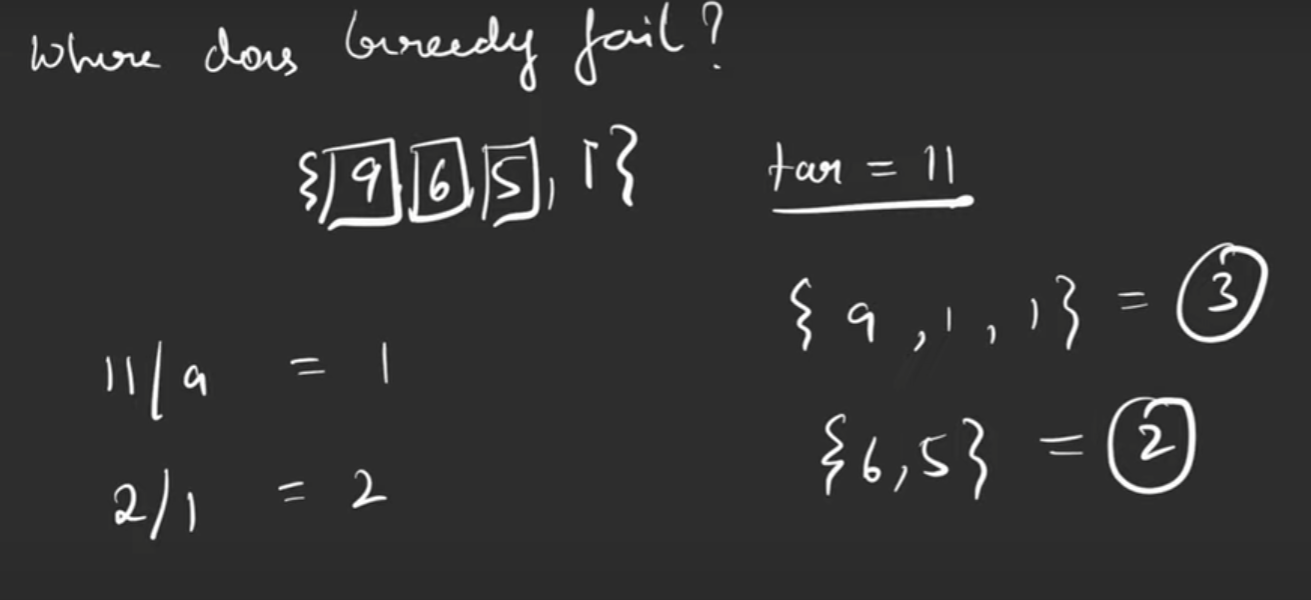 Where does Greedy fail?
{9, 6, 5, 1} tar = 11
{9, 1, 1} = 3
11/9 = 1
{6, 5} = 2
2/1 = 2